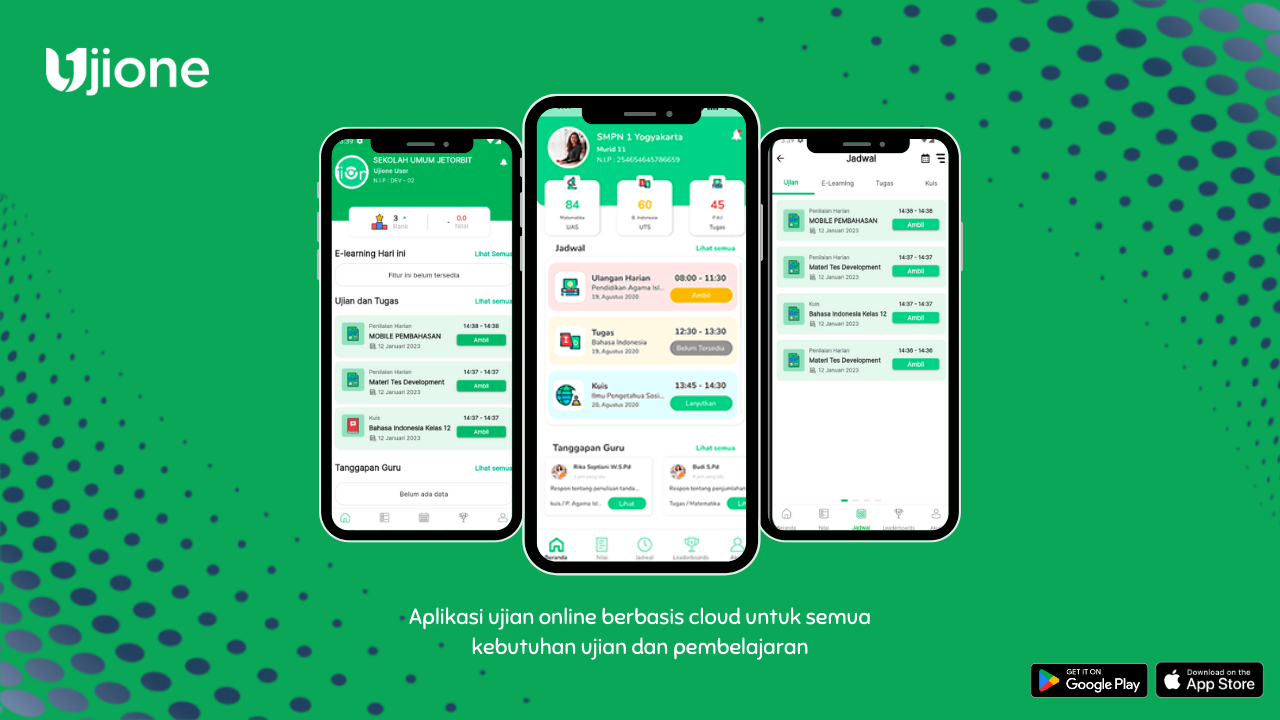 Ujione
SEKOLAH UMUM JETORBIT
Ujione User
N.I.P : DEV - 02
3
Rank
-
0.0
Nilai
E-learning Hari ini
Lihat Semua
Fitur ini belum tersedia
Ujian dan Tugas
Lihat semua
Penilaian Harian
14:38 - 14:38
MOBILE PEMBAHASAN
Ambil
12 Januari 2023
Penilaian Harian
14:37 - 14:37
Materi Tes Development
Ambil
12 Januari 2023
Kuis
14:37 - 14:37
Bahasa Indonesia Kelas 12
Ambil
12 Januari 2023
Tanggapan Guru
Lihat semua
Belum ada data
SMPN 1 Yogyakarta
Murid 11
N.I.P : 254654645786659
84
Matematika
UAS
60
B. Indonesia
UTS
45
P.A.I
Tugas
Jadwal
Lihat semua
Ulangan Harian
08:00 - 11:30
Pendidikan Agama Isl...
Ambil
19, Agustus 2020
Tugas
12:30 - 13:30
Bahasa Indonesia
Belum Tersedia
19, Agustus 2020
Kuis
13:45 - 14:30
Ilmu Pengetahua Sosi...
Lanjutkan
20, Agustus 2020
Tanggapan Guru
Lihat semua
Rika Septiani W.S.Pd
1 jam yang lalu
Respon tentang penulisan tanda...
kuis / P. Agama Isl..
Lihat
Budi S.Pd
Respon tentang penjumlahan
Tugas / Matematika
Beranda
Nilai
Jadwal
Leaderboards
Jadwal
Ujian
E-Learning
Tugas
Kuis
Penilaian Harian
14:38 - 14:38
MOBILE PEMBAHASAN
Ambil
12 Januari 2023
Penilaian Harian
14:37 - 14:37
Materi Tes Development
Ambil
12 Januari 2023
Kuis
14:37 - 14:37
Bahasa Indonesia Kelas 12
Ambil
12 Januari 2023
Penilaian Harian
14:36 - 14:36
Materi Tes Development
Ambil
12 Januari 2023
Nilai
Jadwal
Leaderboards
Aplikasi ujian online berbasis cloud untuk semua
kebutuhan ujian dan pembelajaran
GET IT ON
Google Play
Download on the
App Store